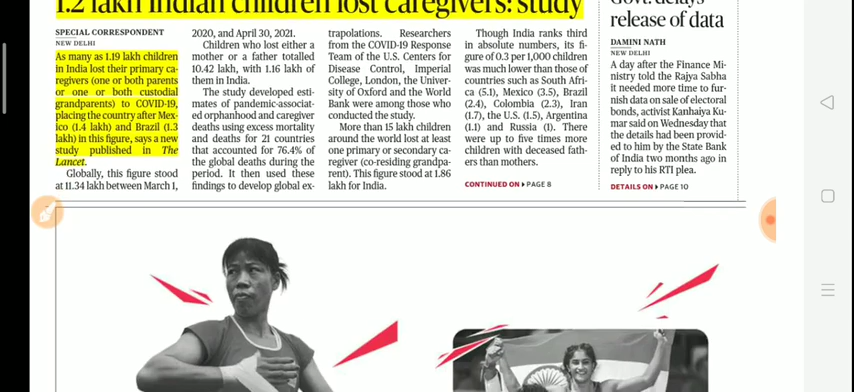 1.2 lakh Indian children lost caregivers: study
SPECIAL CORRESPONDENT
NEW DELHI
As many as 1.19 lakh children
in India lost their primary ca-
regivers (one or both parents
or one or both custodial
grandparents) to COVID-19,
placing the country after Mex-
ico (1.4 lakh) and Brazil (1.3
lakh) in this figure, says a new
study published in The
Lancet.
Globally, this figure stood
at 11.34 lakh between March 1,
2020, and April 30, 2021.
Children who lost either a
mother or a father totalled
10.42 lakh, with 1.16 lakh of
them in India.
The study developed esti-
mates of pandemic-associat-
ed orphanhood and caregiver
deaths using excess mortality
and deaths for 21 countries
that accounted for 76.4% of
the global deaths during the
period. It then used these
findings to develop global ex-
trapolations. Researchers
from the COVID-19 Response
Team of the U.S. Centers for
Disease Control, Imperial
College, London, the Univer-
sity of Oxford and the World
Bank were among those who
conducted the study.
More than 15 lakh children
around the world lost at least
one primary or secondary ca-
regiver (co-residing grandpa-
rent). This figure stood at 1.86
lakh for India.
Though India ranks third
in absolute numbers, its fi-
gure of 0.3 per 1,000 children
was much lower than those of
countries such as South Afri-
ca (5.1), Mexico (3.5), Brazil
(2.4), Colombia (2.3), Iran
(1.7), the U.S. (1.5), Argentina
(1.1) and Russia (1). There
were up to five times more
children with deceased fath-
ers than mothers.
CONTINUED ON ▸ PAGE 8
Govt. delays
release of data
DAMINI NATH
NEW DELHI
A day after the Finance Mi-
nistry told the Rajya Sabha
it needed more time to fur-
nish data on sale of electoral
bonds, activist Kanhaiya Ku-
mar said on Wednesday that
the details had been provid-
ed to him by the State Bank
of India two months ago in
reply to his RTI plea.
DETAILS ON ▸ PAGE 10